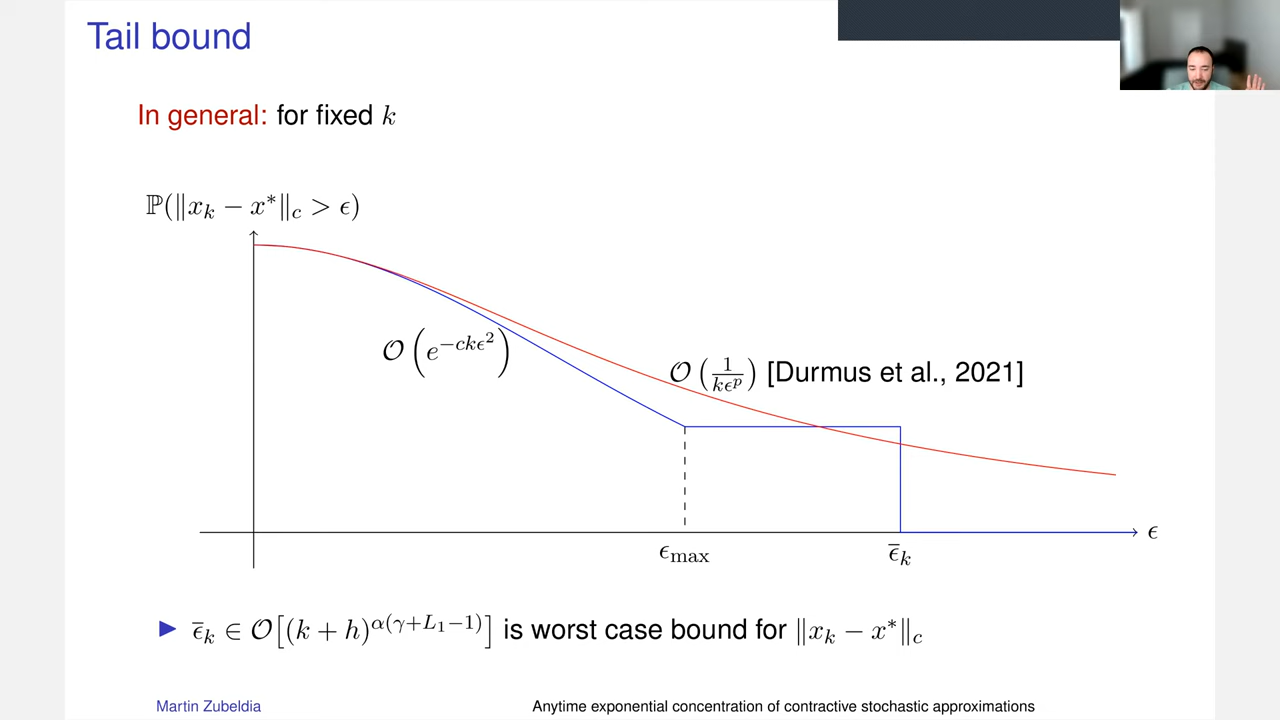 Tail bound
In general: for fixed k
ℙ(‖x_k − x*‖_c > ϵ)
𝒪(e^{−ckϵ²})
𝒪(1/(kϵ^p)) [Durmus et al., 2021]
ϵ
ϵ_max
ϵ̅_k
▶ ϵ̅_k ∈ 𝒪[(k + h)^{α(γ+L₁−1)}] is worst case bound for ‖x_k − x*‖_c
Martin Zubeldia
Anytime exponential concentration of contractive stochastic approximations